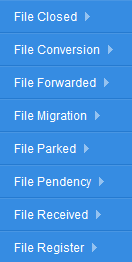 File Closed
File Conversion
File Forwarded
File Migration
File Parked
File Pendency
File Received
File Register